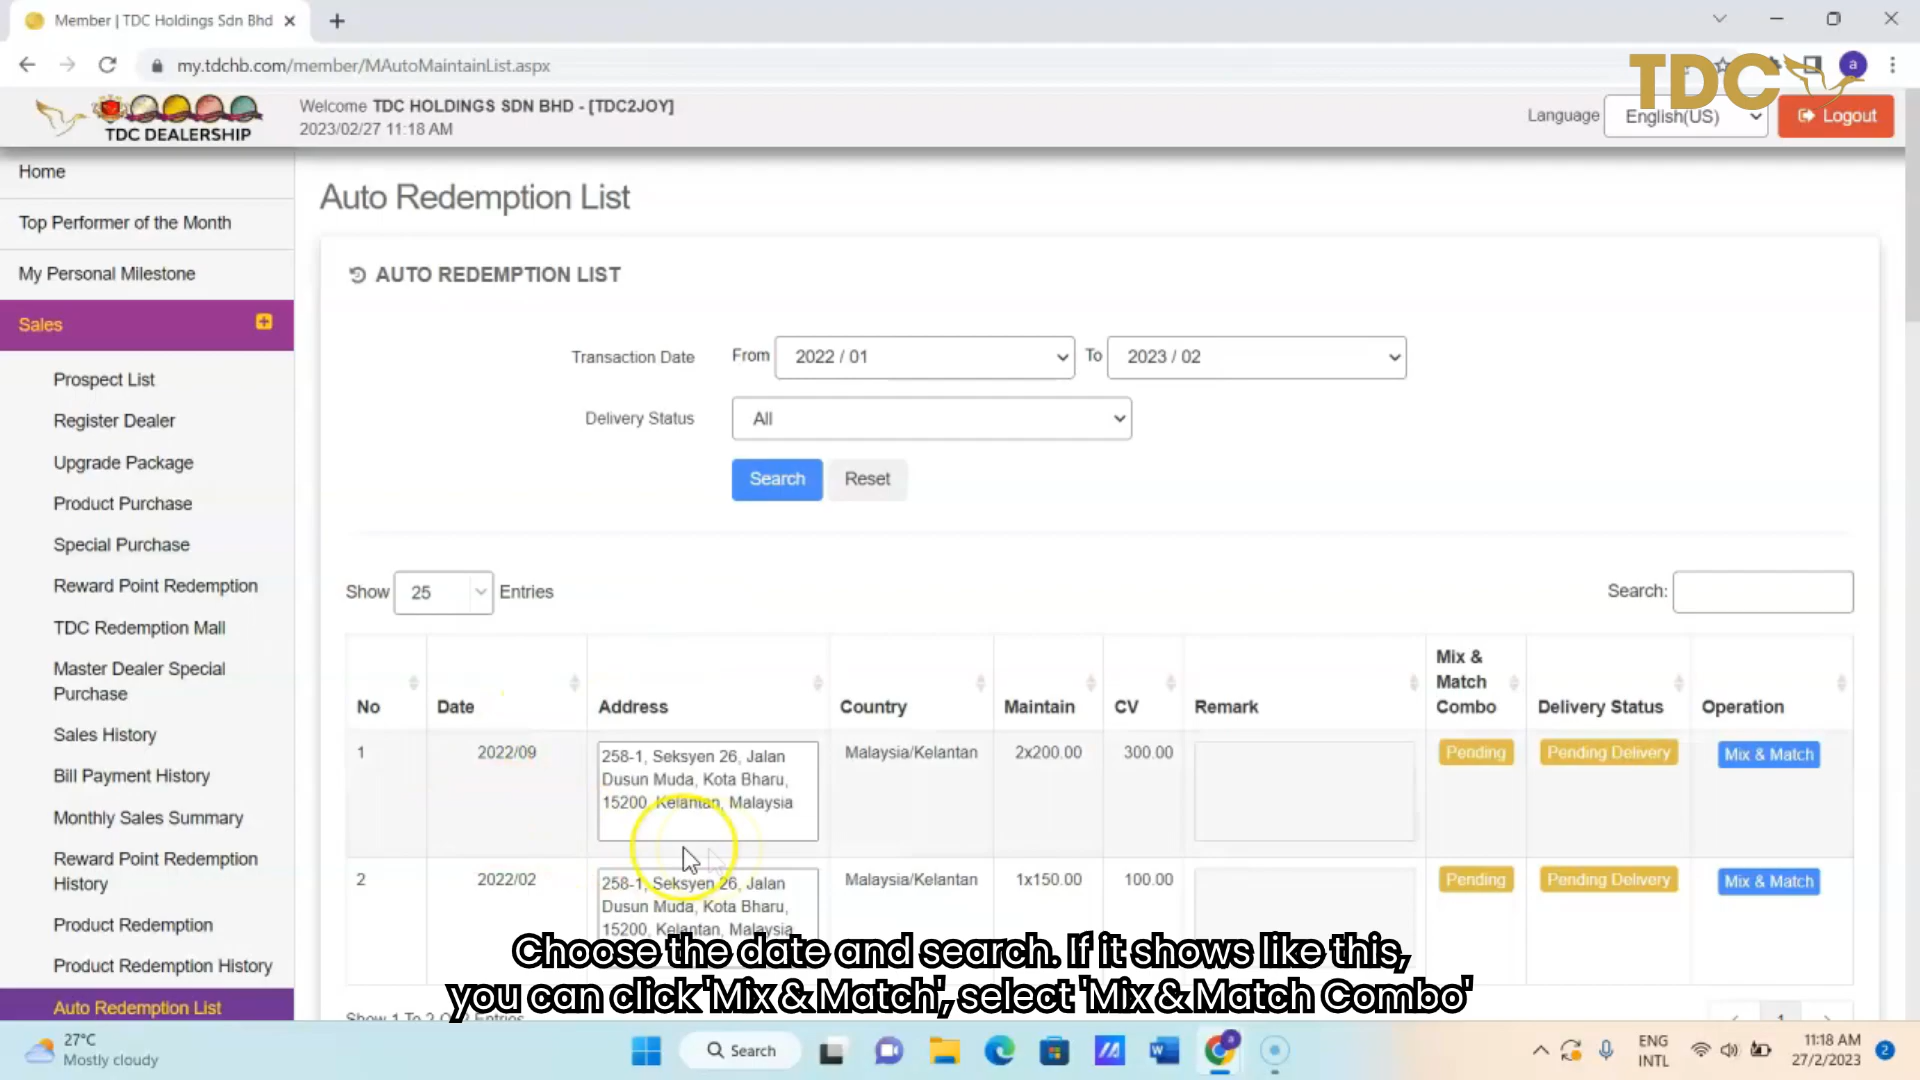 Member | TDC Holdings Sdn Bhd
my.tdchb.com/member/MAutoMaintainList.aspx
a
TDC
TDC DEALERSHIP
Welcome TDC HOLDINGS SDN BHD - [TDC2JOY]
2023/02/27 11:18 AM
Language English(US) Logout
Home
Top Performer of the Month
My Personal Milestone
Sales
Prospect List
Register Dealer
Upgrade Package
Product Purchase
Special Purchase
Reward Point Redemption
TDC Redemption Mall
Master Dealer Special
Purchase
Sales History
Bill Payment History
Monthly Sales Summary
Reward Point Redemption
History
Product Redemption
Product Redemption History
Auto Redemption List
Auto Redemption List
AUTO REDEMPTION LIST
Transaction Date From 2022 / 01 To 2023 / 02
Delivery Status All
Search Reset
Show 25 Entries Search:
No Date Address Country Maintain CV Remark Mix & Match Combo Delivery Status Operation
1 2022/09 258-1, Seksyen 26, Jalan Dusun Muda, Kota Bharu, 15200, Kelantan, Malaysia Malaysia/Kelantan 2x200.00 300.00 Pending Pending Delivery Mix & Match
2 2022/02 258-1, Seksyen 26, Jalan Dusun Muda, Kota Bharu, 15200, Kelantan, Malaysia Malaysia/Kelantan 1x150.00 100.00 Pending Pending Delivery Mix & Match
1
Choose the date and search. If it shows like this,
you can click 'Mix & Match', select 'Mix & Match Combo'
27°C
Mostly cloudy
Search
ENG
INTL
11:18 AM
27/2/2023
2